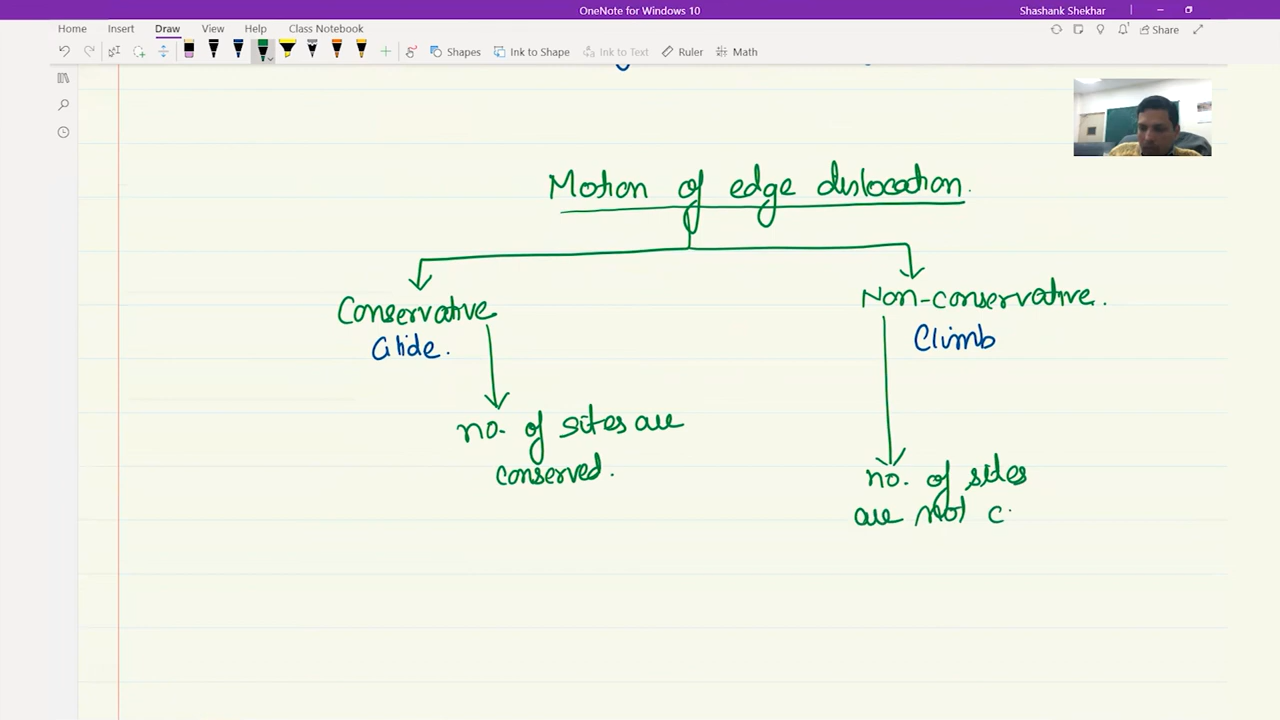 OneNote for Windows 10
Shashank Shekhar
Home Insert Draw View Help Class Notebook
Share
Shapes Ink to Shape Ink to Text Ruler Math
Motion of edge dislocation.
Conservative
Non-conservative.
Glide.
Climb
no. of sites are
conserved.
no. of sites
are not c